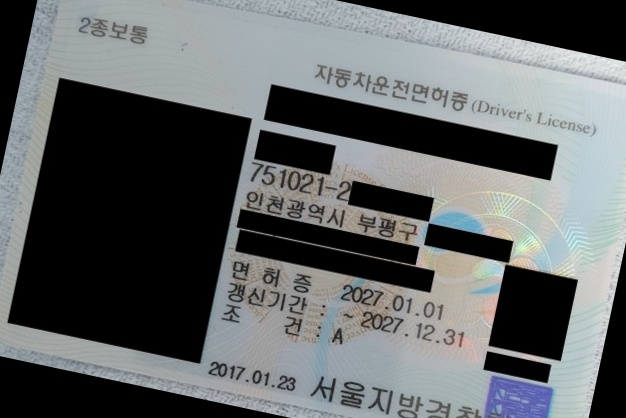 2종보통
자동차운전면허증 (Driver's License)
751021-2
인천광역시 부평구
면 허 증 2027.01.01
갱신기간 : ~ 2027.12.31
조 건 : A
2017.01.23 서울지방경찰